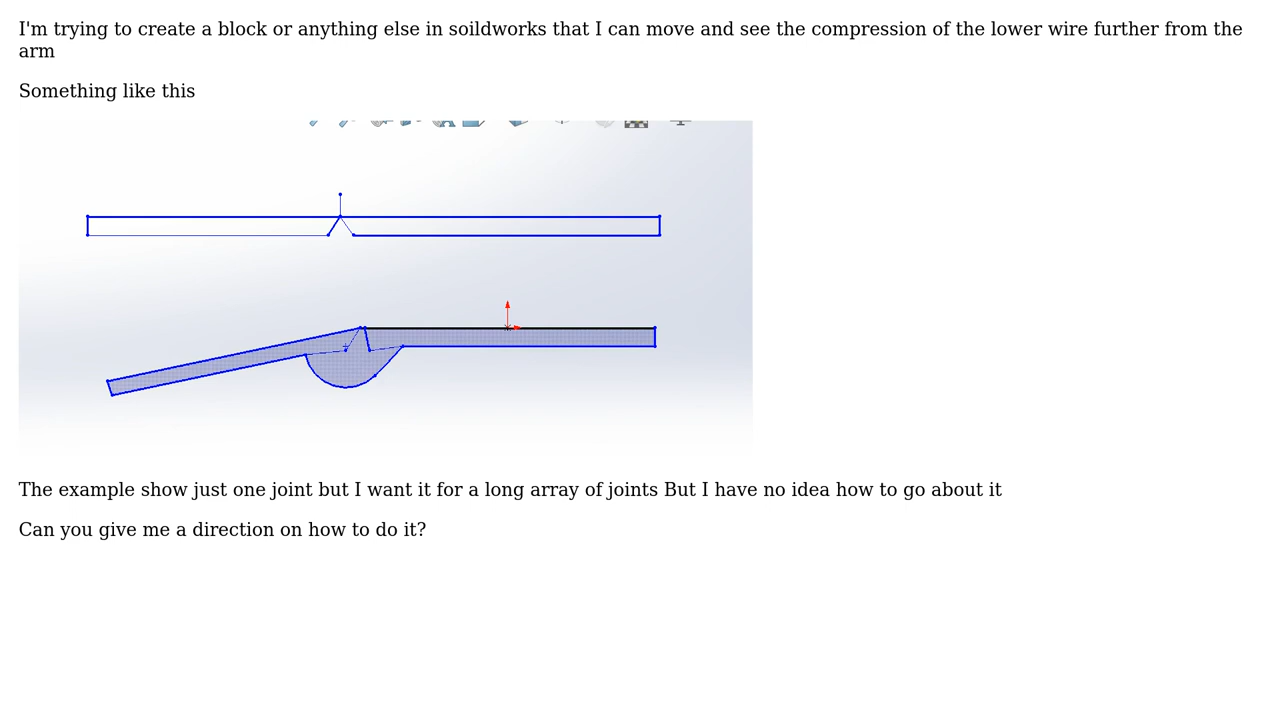 I'm trying to create a block or anything else in soildworks that I can move and see the compression of the lower wire further from the
arm
Something like this
The example show just one joint but I want it for a long array of joints But I have no idea how to go about it
Can you give me a direction on how to do it?